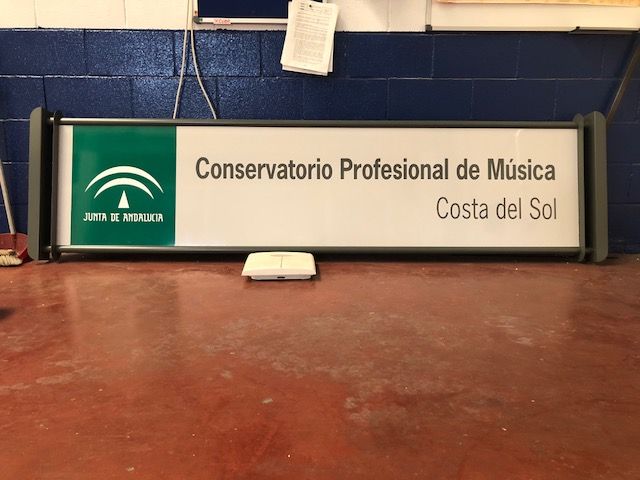 Conservatorio Profesional de Música
Costa del Sol
JUNTA DE ANDALUCIA